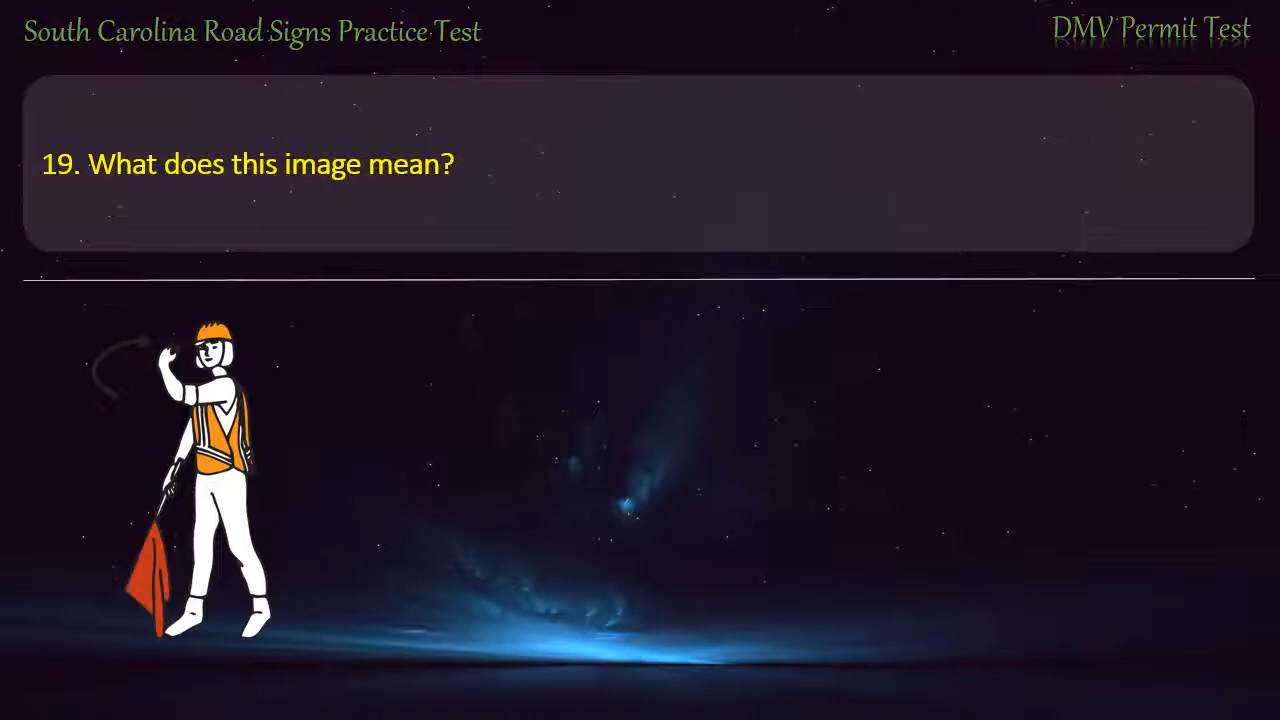 South Carolina Road Signs Practice Test
DMV Permit Test
19. What does this image mean?